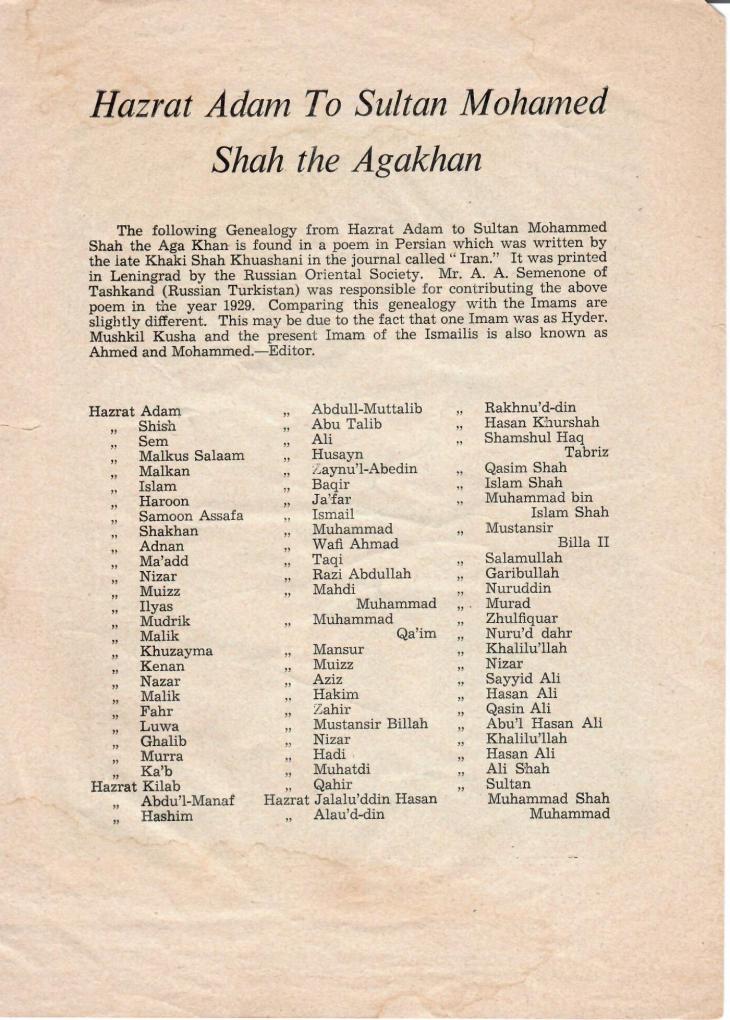 Hazrat Adam To Sultan Mohamed
Shah the Agakhan
The following Genealogy from Hazrat Adam to Sultan Mohammed
Shah the Aga Khan is found in a poem in Persian which was written by
the late Khaki Shah Khuashani in the journal called " Iran." It was printed
in Leningrad by the Russian Oriental Society. Mr. A. A. Semenone of
Tashkand (Russian Turkistan) was responsible for contributing the above
poem in the year 1929. Comparing this genealogy with the Imams are
slightly different. This may be due to the fact that one Imam was as Hyder.
Mushkil Kusha and the present Imam of the Ismailis is also known as
Ahmed and Mohammed.—Editor.
Hazrat Adam
„ Shish
„ Sem
„ Malkus Salaam
„ Malkan
„ Islam
„ Haroon
„ Samoon Assafa
„ Shakhan
„ Adnan
„ Ma'add
„ Nizar
„ Muizz
„ Ilyas
„ Mudrik
„ Malik
„ Khuzayma
„ Kenan
„ Nazar
„ Malik
„ Fahr
„ Luwa
„ Ghalib
„ Murra
„ Ka'b
Hazrat Kilab
„ Abdu'l-Manaf
„ Hashim
„ Abdull-Muttalib
„ Abu Talib
„ Ali
„ Husayn
„ Zaynu'l-Abedin
„ Baqir
„ Ja'far
„ Ismail
„ Muhammad
„ Wafi Ahmad
„ Taqi
„ Razi Abdullah
„ Mahdi
Muhammad
„ Muhammad
Qa'im
„ Mansur
„ Muizz
„ Aziz
„ Hakim
„ Zahir
„ Mustansir Billah
„ Nizar
„ Hadi
„ Muhatdi
„ Qahir
Hazrat Jalalu'ddin Hasan
„ Alau'd-din
„ Rakhnu'd-din
„ Hasan Khurshah
„ Shamshul Haq
Tabriz
„ Qasim Shah
„ Islam Shah
„ Muhammad bin
Islam Shah
„ Mustansir
Billa II
„ Salamullah
„ Garibullah
„ Nuruddin
„ Murad
„ Zhulfiquar
„ Nuru'd dahr
„ Khalilu'llah
„ Nizar
„ Sayyid Ali
„ Hasan Ali
„ Qasin Ali
„ Abu'l Hasan Ali
„ Khalilu'llah
„ Hasan Ali
„ Ali Shah
„ Sultan
Muhammad Shah
Muhammad